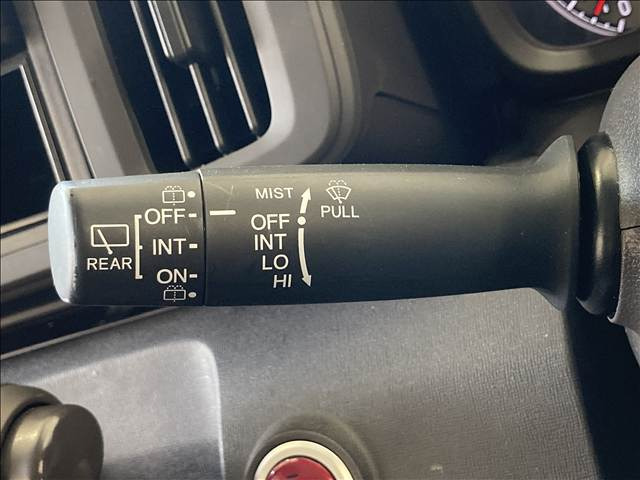 OFF
INT
ON
REAR
MIST
OFF
INT
LO
HI
PULL